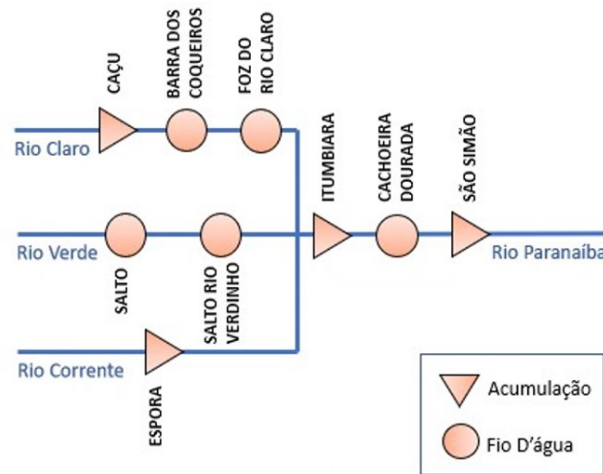 CAÇU
BARRA DOS
COQUEIROS
FOZ DO
RIO CLARO
Rio Claro
ITUMBIARA
CACHOEIRA
DOURADA
SÃO SIMÃO
Rio Verde
SALTO
SALTO RIO
VERDINHO
Rio Paranaíba
Rio Corrente
ESPORA
Acumulação
Fio D'água